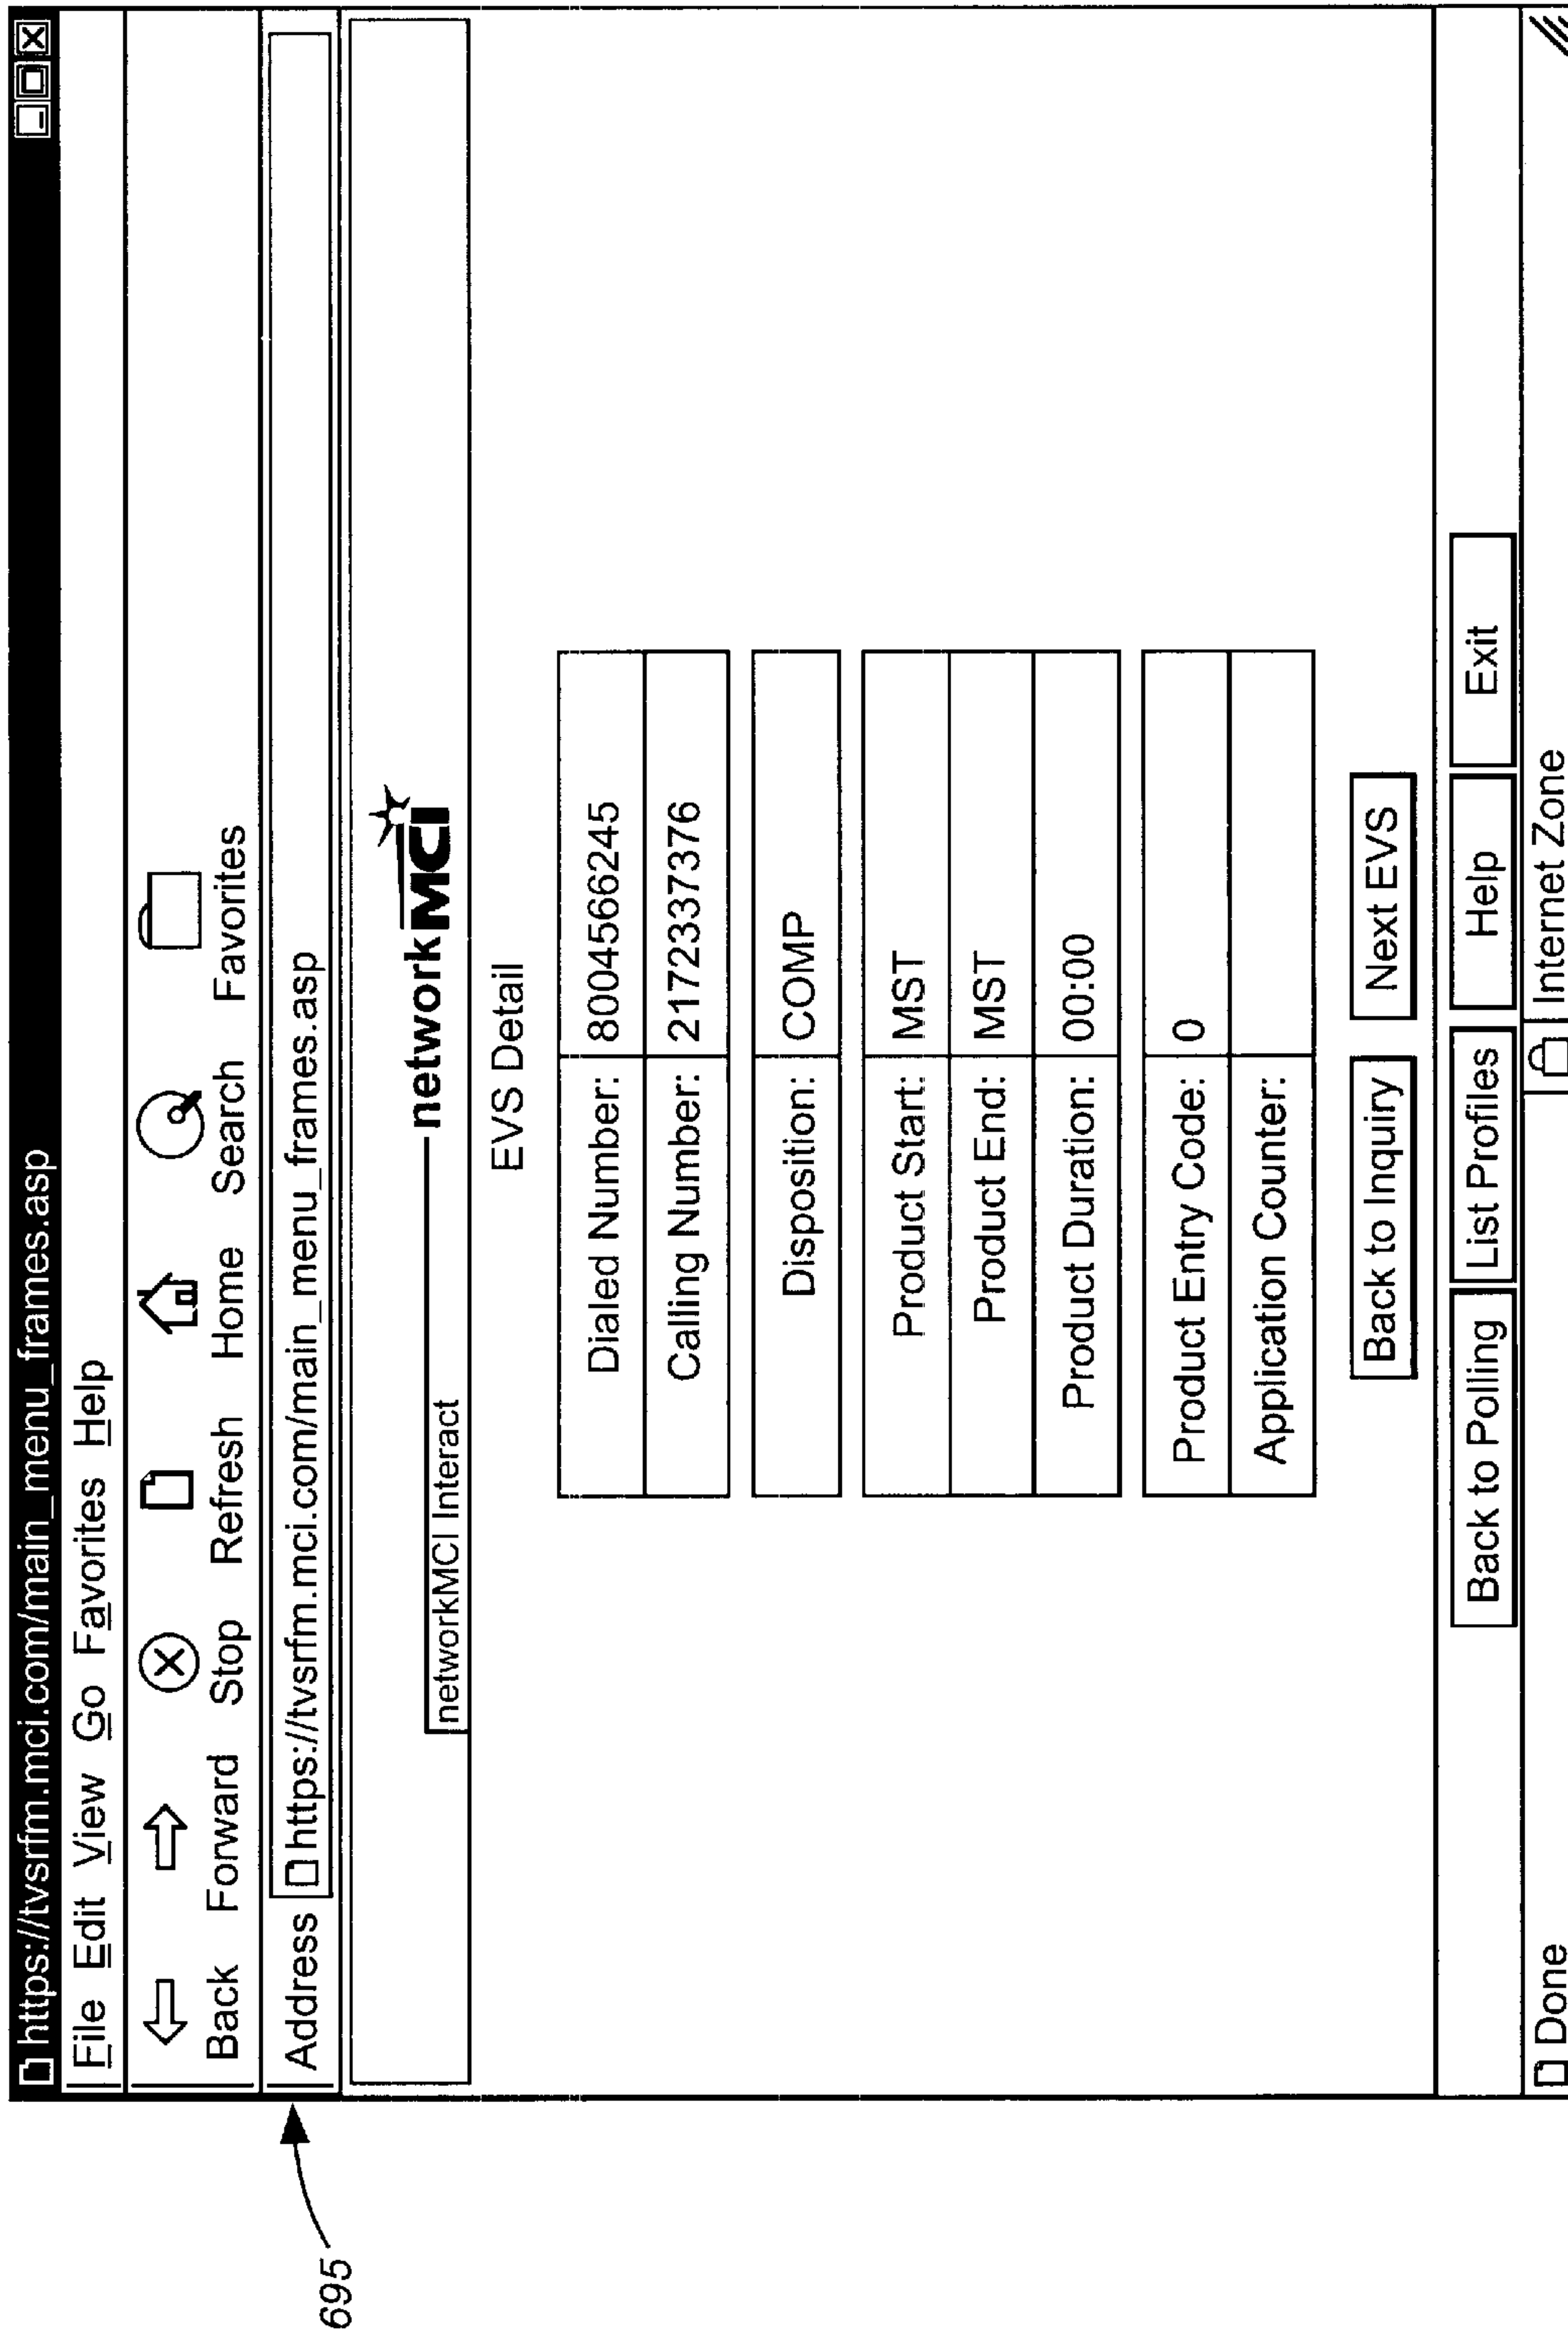 https://tvsrfm.mci.com/main_menu_frames.asp
File Edit View Go Favorites Help
Back Forward Stop Refresh Home Search Favorites
Address https://tvsrfm.mci.com/main_menu_frames.asp
networkMCI
networkMCI Interact
EVS Detail
Dialed Number: 8004566245
Calling Number: 2172337376
Disposition: COMP
Product Start: MST
Product End: MST
Product Duration: 00:00
Product Entry Code: 0
Application Counter:
Back to Inquiry Next EVS
Back to Polling List Profiles Help Exit
Done Internet Zone
695